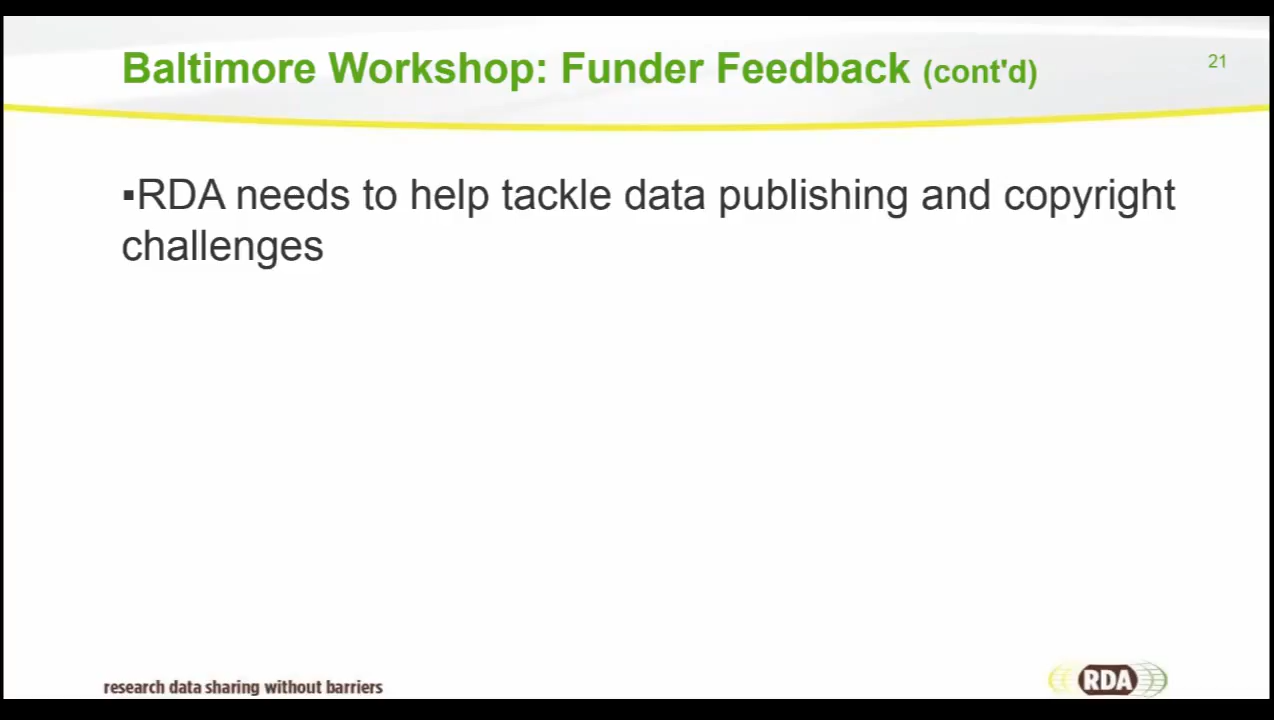 Baltimore Workshop: Funder Feedback (cont'd)
21
▪RDA needs to help tackle data publishing and copyright
challenges
research data sharing without barriers
RDA